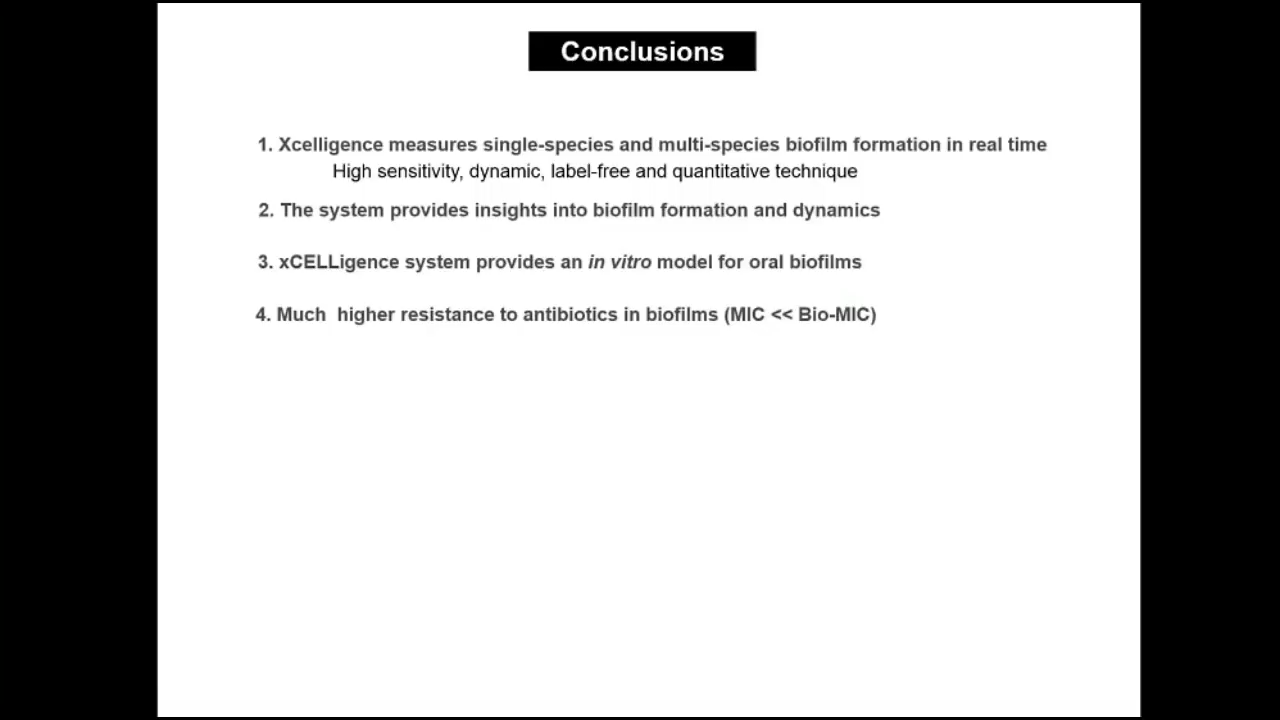 Conclusions
1. Xcelligence measures single-species and multi-species biofilm formation in real time
High sensitivity, dynamic, label-free and quantitative technique
2. The system provides insights into biofilm formation and dynamics
3. xCELLigence system provides an in vitro model for oral biofilms
4. Much  higher resistance to antibiotics in biofilms (MIC << Bio-MIC)